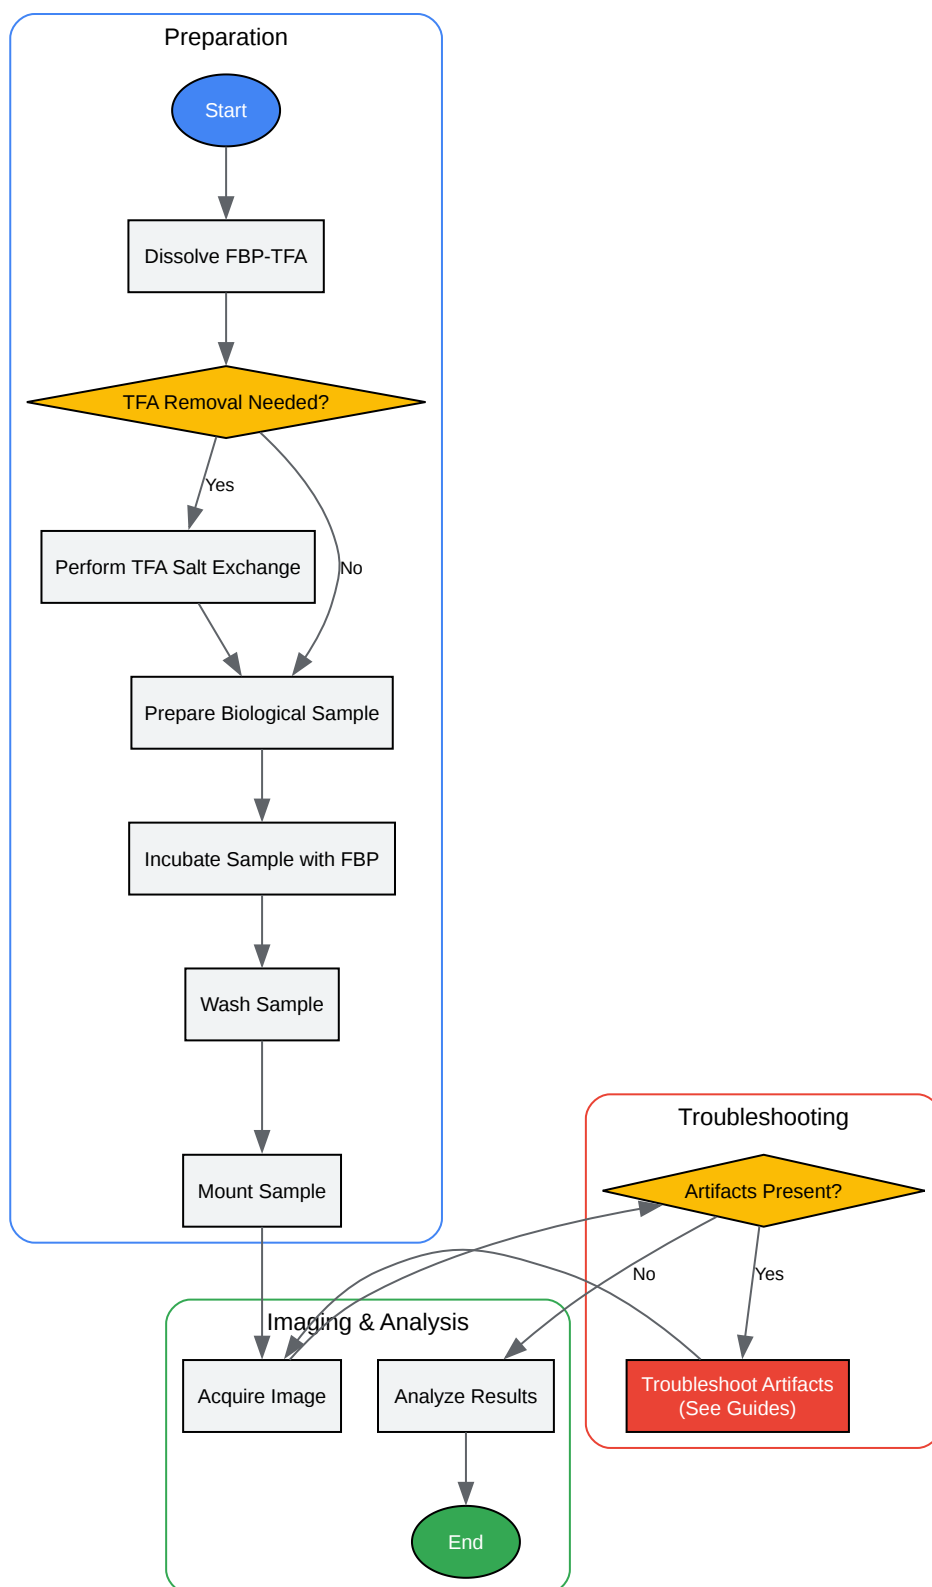 Preparation
Start
Dissolve FBP-TFA
TFA Removal Needed?
Yes
Perform TFA Salt Exchange
No
Prepare Biological Sample
Incubate Sample with FBP
Wash Sample
Mount Sample
Troubleshooting
Artifacts Present?
No
Yes
Imaging & Analysis
Acquire Image
Analyze Results
Troubleshoot Artifacts
(See Guides)
End